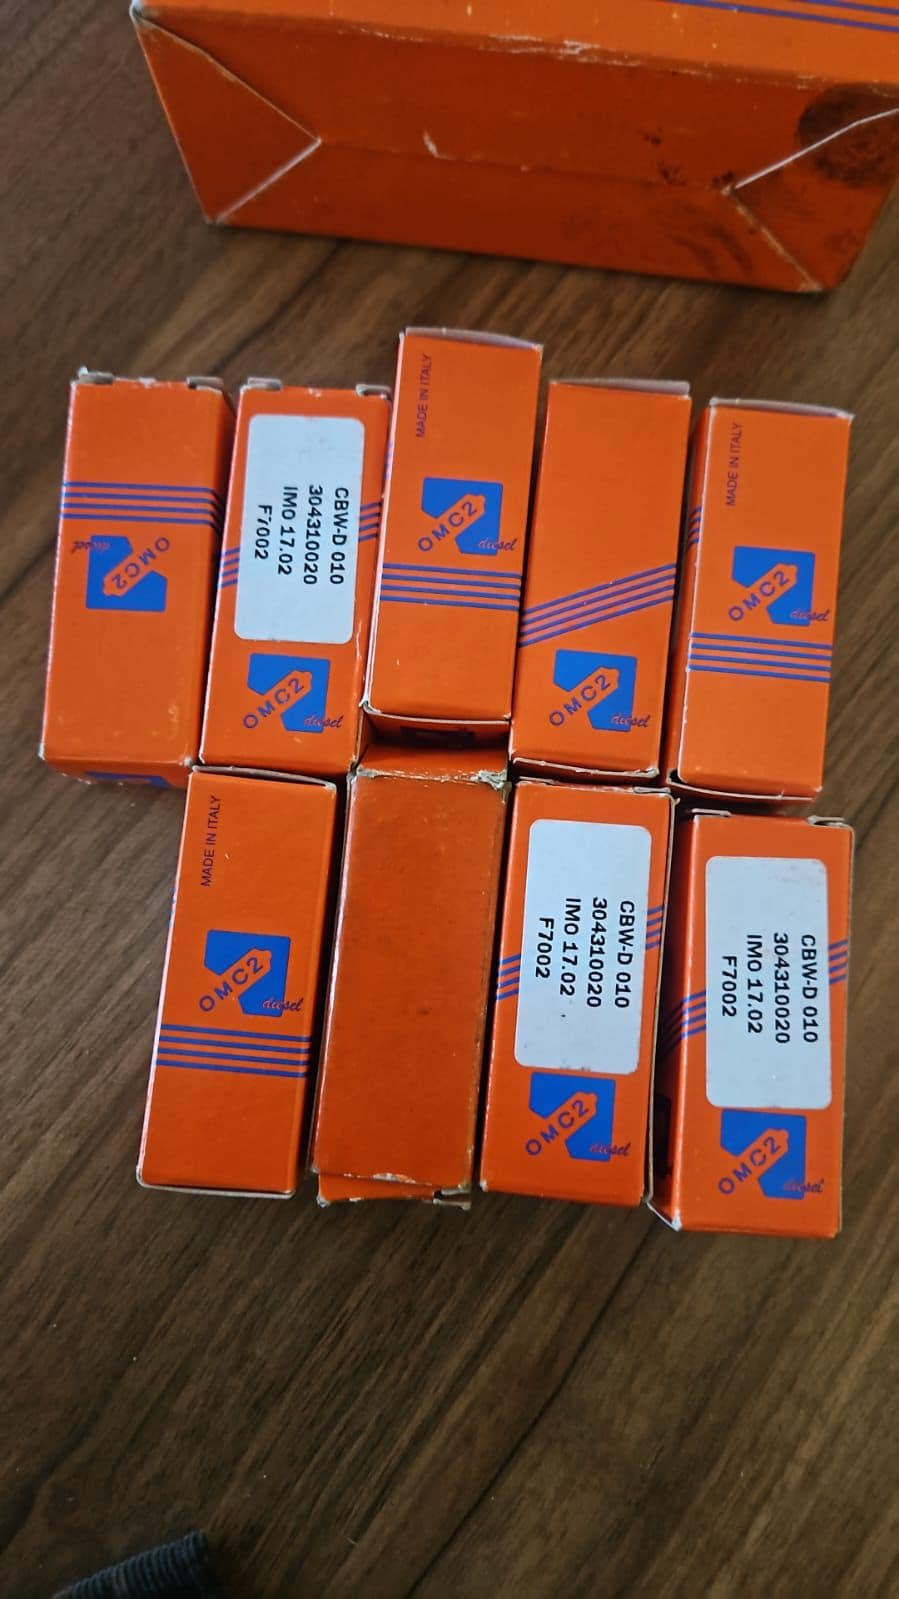 OMC2
diesel
CBW-D 010
304310020
IMO 17.02
F7002
OMC2
diesel
MADE IN ITALY
OMC2
diesel
OMC2
diesel
MADE IN ITALY
OMC2
diesel
MADE IN ITALY
OMC2
diesel
CBW-D 010
304310020
IMO 17.02
F7002
OMC2
diesel
CBW-D 010
304310020
IMO 17.02
F7002
OMC2
diesel